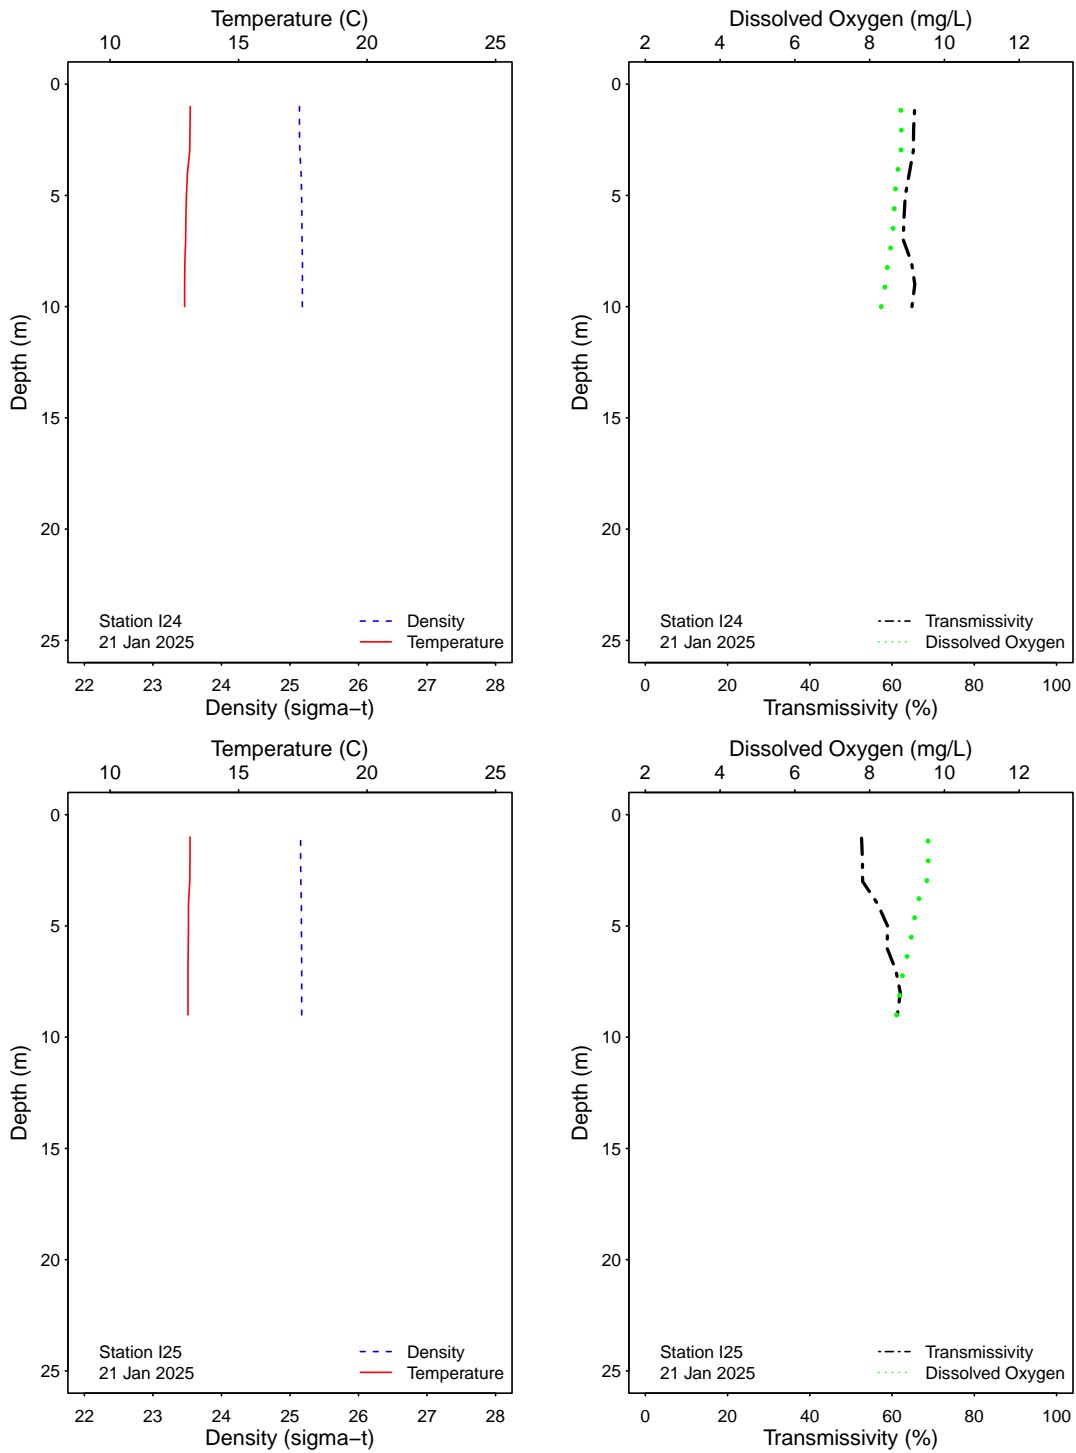 Temperature (C)
10 15 20 25
0
5
10
15
20
25
Depth (m)
Station I24
21 Jan 2025
Density
Temperature
22 23 24 25 26 27 28
Density (sigma−t)
Dissolved Oxygen (mg/L)
2 4 6 8 10 12
0
5
10
15
20
25
Depth (m)
Station I24
21 Jan 2025
Transmissivity
Dissolved Oxygen
0 20 40 60 80 100
Transmissivity (%)
Temperature (C)
10 15 20 25
0
5
10
15
20
25
Depth (m)
Station I25
21 Jan 2025
Density
Temperature
22 23 24 25 26 27 28
Density (sigma−t)
Dissolved Oxygen (mg/L)
2 4 6 8 10 12
0
5
10
15
20
25
Depth (m)
Station I25
21 Jan 2025
Transmissivity
Dissolved Oxygen
0 20 40 60 80 100
Transmissivity (%)